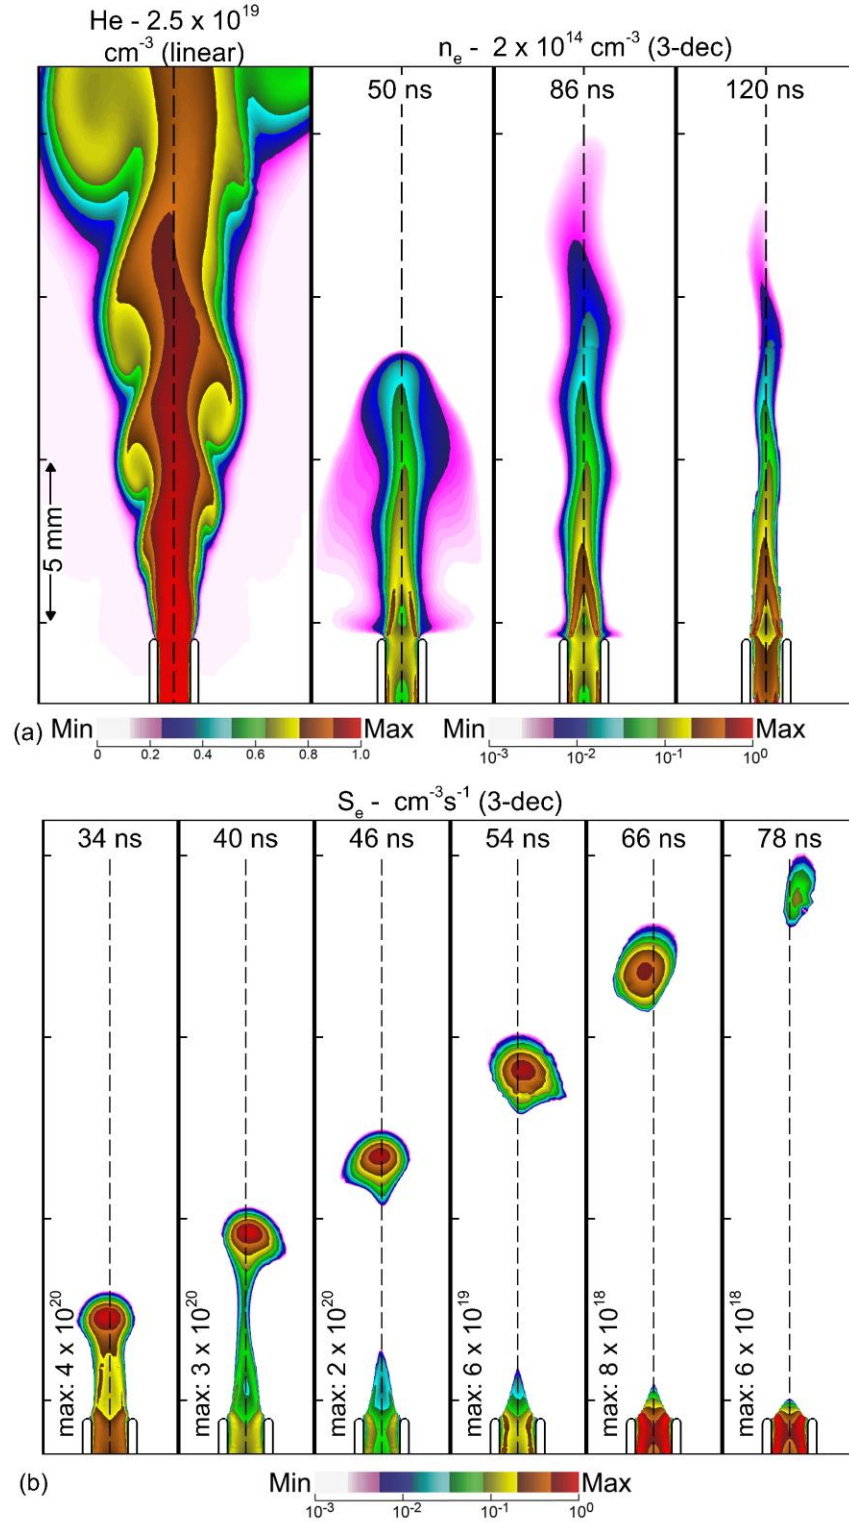 He - 2.5 x 10¹⁹
cm⁻³ (linear)
nₑ - 2 x 10¹⁴ cm⁻³ (3-dec)
50 ns
86 ns
120 ns
5 mm
(a) Min Max
0 0.2 0.4 0.6 0.8 1.0
Min Max
10⁻³ 10⁻² 10⁻¹ 10⁰
Sₑ - cm⁻³s⁻¹ (3-dec)
34 ns
40 ns
46 ns
54 ns
66 ns
78 ns
max: 4 x 10²⁰
max: 3 x 10²⁰
max: 2 x 10²⁰
max: 6 x 10¹⁹
max: 8 x 10¹⁸
max: 6 x 10¹⁸
(b) Min Max
10⁻³ 10⁻² 10⁻¹ 10⁰